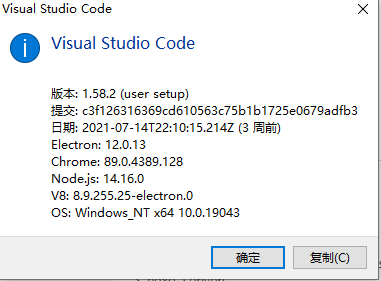 Visual Studio Code
Visual Studio Code
版本: 1.58.2 (user setup)
提交: c3f126316369cd610563c75b1b1725e0679adfb3
日期: 2021-07-14T22:10:15.214Z (3 周前)
Electron: 12.0.13
Chrome: 89.0.4389.128
Node.js: 14.16.0
V8: 8.9.255.25-electron.0
OS: Windows_NT x64 10.0.19043
确定
复制(C)